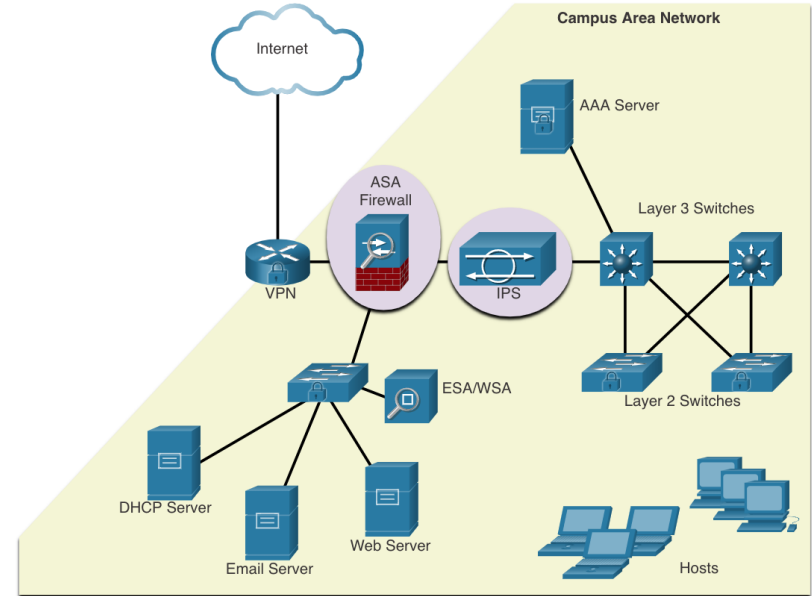 Campus Area Network
Internet
AAA Server
ASA
Firewall
Layer 3 Switches
VPN
IPS
ESA/WSA
Layer 2 Switches
DHCP Server
Web Server
Email Server
Hosts